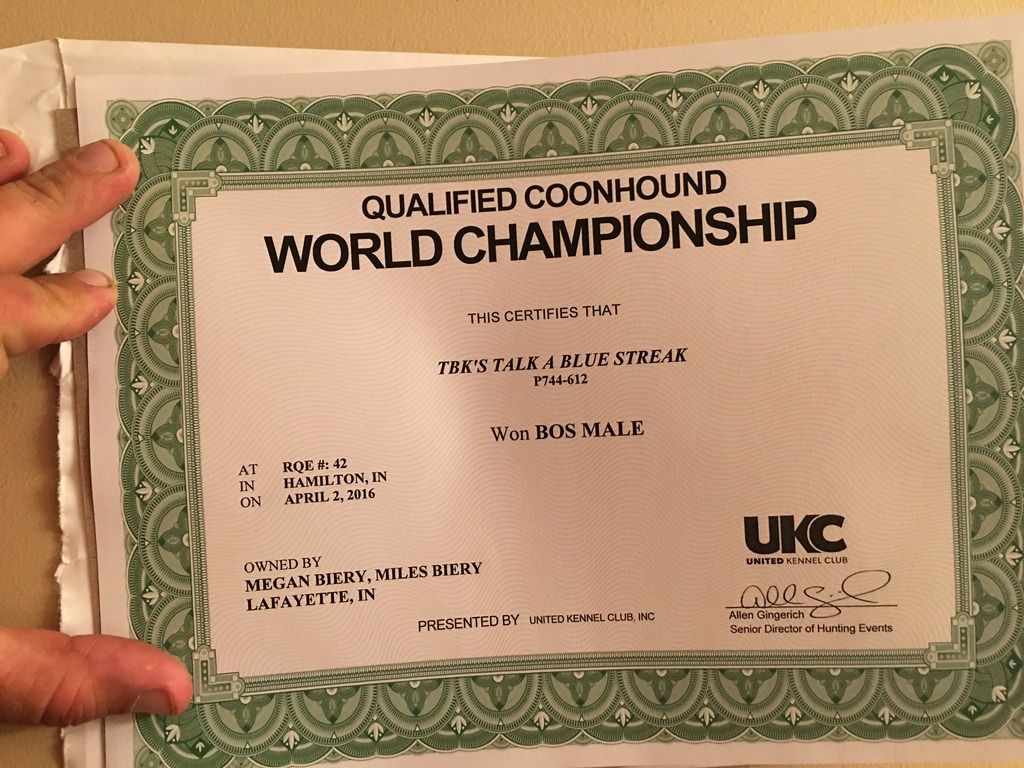 QUALIFIED COONHOUND
WORLD CHAMPIONSHIP
THIS CERTIFIES THAT
TBK'S TALK A BLUE STREAK
P744-612
Won BOS MALE
AT RQE #: 42
IN HAMILTON, IN
ON APRIL 2, 2016
OWNED BY
MEGAN BIERY, MILES BIERY
LAFAYETTE, IN
PRESENTED BY UNITED KENNEL CLUB, INC
UKC
UNITED KENNEL CLUB
Allen Gingerich
Senior Director of Hunting Events